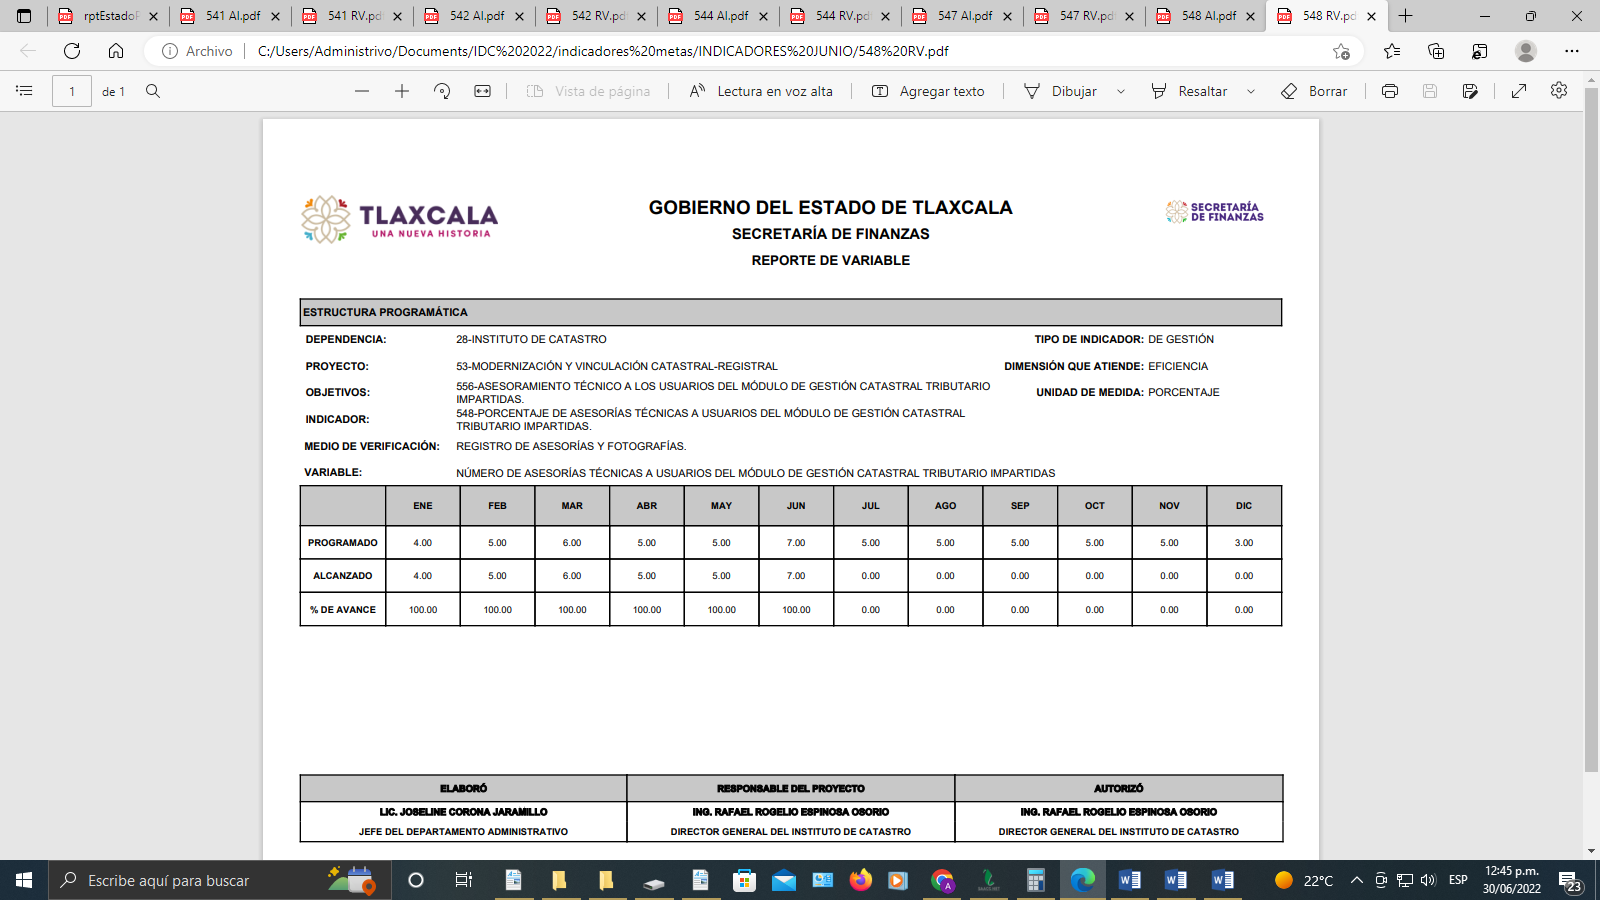 rptEstadoP
541 AI.pdf
541 RV.pd
542 AI.pdf
542 RV.pdf
544 AI.pdf
544 RV.pd
547 AI.pdf
547 RV.pd
548 AI.pdf
548 RV.pd
Archivo
C:/Users/Administrivo/Documents/IDC%202022/indicadores%20metas/INDICADORES%20JUNIO/548%20RV.pdf
1 de 1
Vista de página
Lectura en voz alta
Agregar texto
Dibujar
Resaltar
Borrar
TLAXCALA
UNA NUEVA HISTORIA
GOBIERNO DEL ESTADO DE TLAXCALA
SECRETARÍA DE FINANZAS
REPORTE DE VARIABLE
SECRETARÍA
DE FINANZAS
ESTRUCTURA PROGRAMÁTICA
DEPENDENCIA: 28-INSTITUTO DE CATASTRO TIPO DE INDICADOR: DE GESTIÓN
PROYECTO: 53-MODERNIZACIÓN Y VINCULACIÓN CATASTRAL-REGISTRAL DIMENSIÓN QUE ATIENDE: EFICIENCIA
OBJETIVOS: 556-ASESORAMIENTO TÉCNICO A LOS USUARIOS DEL MÓDULO DE GESTIÓN CATASTRAL TRIBUTARIO
IMPARTIDAS.
UNIDAD DE MEDIDA: PORCENTAJE
INDICADOR: 548-PORCENTAJE DE ASESORÍAS TÉCNICAS A USUARIOS DEL MÓDULO DE GESTIÓN CATASTRAL
TRIBUTARIO IMPARTIDAS.
MEDIO DE VERIFICACIÓN: REGISTRO DE ASESORÍAS Y FOTOGRAFÍAS.
VARIABLE: NÚMERO DE ASESORÍAS TÉCNICAS A USUARIOS DEL MÓDULO DE GESTIÓN CATASTRAL TRIBUTARIO IMPARTIDAS
ENE FEB MAR ABR MAY JUN JUL AGO SEP OCT NOV DIC
PROGRAMADO 4.00 5.00 6.00 5.00 5.00 7.00 5.00 5.00 5.00 5.00 5.00 3.00
ALCANZADO 4.00 5.00 6.00 5.00 5.00 7.00 0.00 0.00 0.00 0.00 0.00 0.00
% DE AVANCE 100.00 100.00 100.00 100.00 100.00 100.00 0.00 0.00 0.00 0.00 0.00 0.00
ELABORÓ RESPONSABLE DEL PROYECTO AUTORIZÓ
LIC. JOSELINE CORONA JARAMILLO ING. RAFAEL ROGELIO ESPINOSA OSORIO ING. RAFAEL ROGELIO ESPINOSA OSORIO
JEFE DEL DEPARTAMENTO ADMINISTRATIVO DIRECTOR GENERAL DEL INSTITUTO DE CATASTRO DIRECTOR GENERAL DEL INSTITUTO DE CATASTRO
Escribe aquí para buscar
22°C
ESP
12:45 p.m.
30/06/2022
23